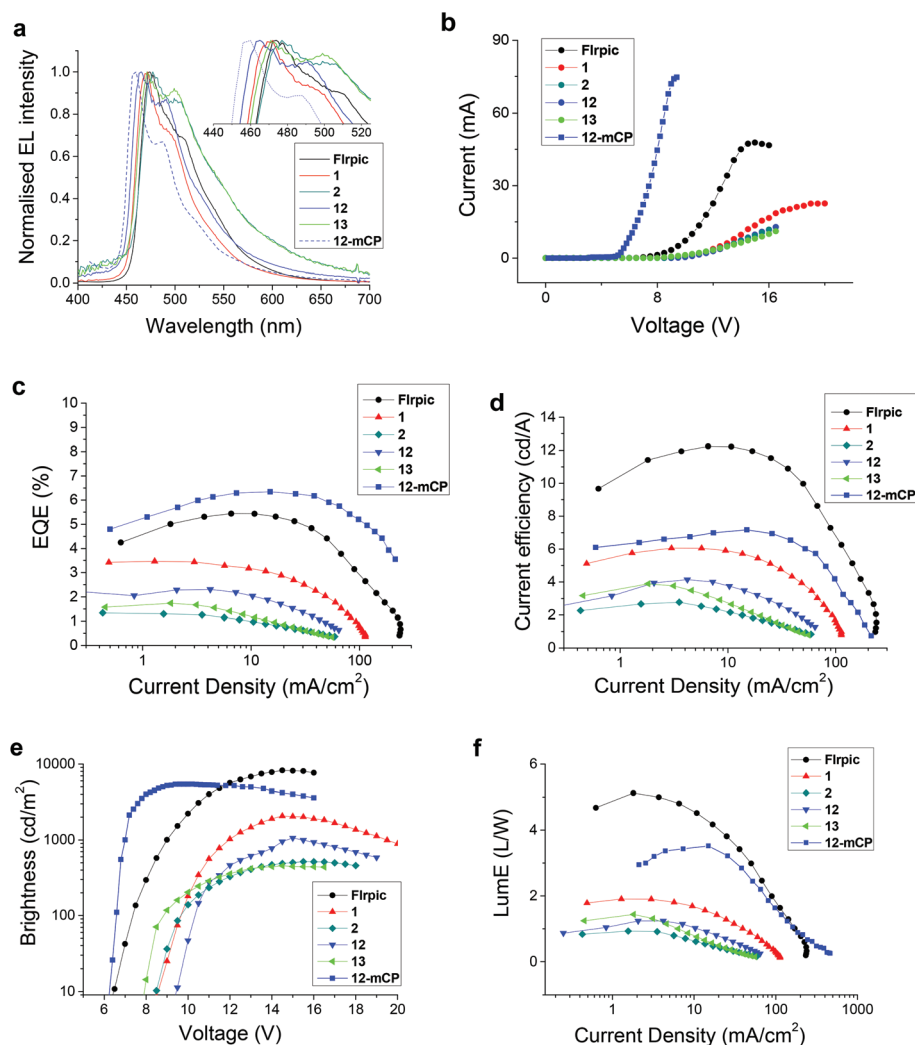 a
Normalised EL intensity
1.0
0.8
0.6
0.4
0.2
0.0
400 450 500 550 600 650 700
Wavelength (nm)
440 460 480 500 520
FIrpic
1
2
12
13
12-mCP
b
Current (mA)
75
50
25
0
0 8 16
Voltage (V)
FIrpic
1
2
12
13
12-mCP
c
EQE (%)
10
9
8
7
6
5
4
3
2
1
0
1 10 100
Current Density (mA/cm²)
FIrpic
1
2
12
13
12-mCP
d
Current efficiency (cd/A)
14
12
10
8
6
4
2
0
1 10 100
Current Density (mA/cm²)
FIrpic
1
2
12
13
12-mCP
e
Brightness (cd/m²)
10000
1000
100
10
6 8 10 12 14 16 18 20
Voltage (V)
FIrpic
1
2
12
13
12-mCP
f
LumE (L/W)
6
4
2
0
1 10 100 1000
Current Density (mA/cm²)
FIrpic
1
2
12
13
12-mCP